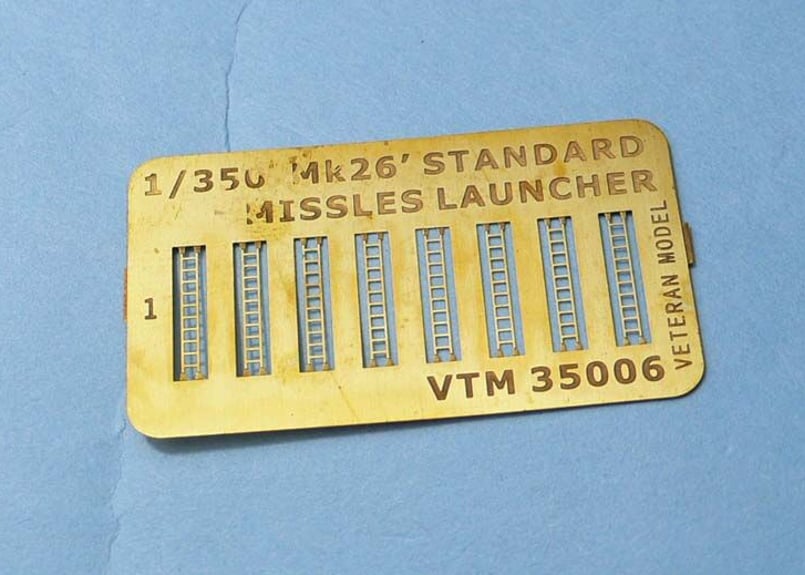 1/350 'Mk26' STANDARD
MISSLES LAUNCHER
1
VTM 35006
VETERAN MODEL